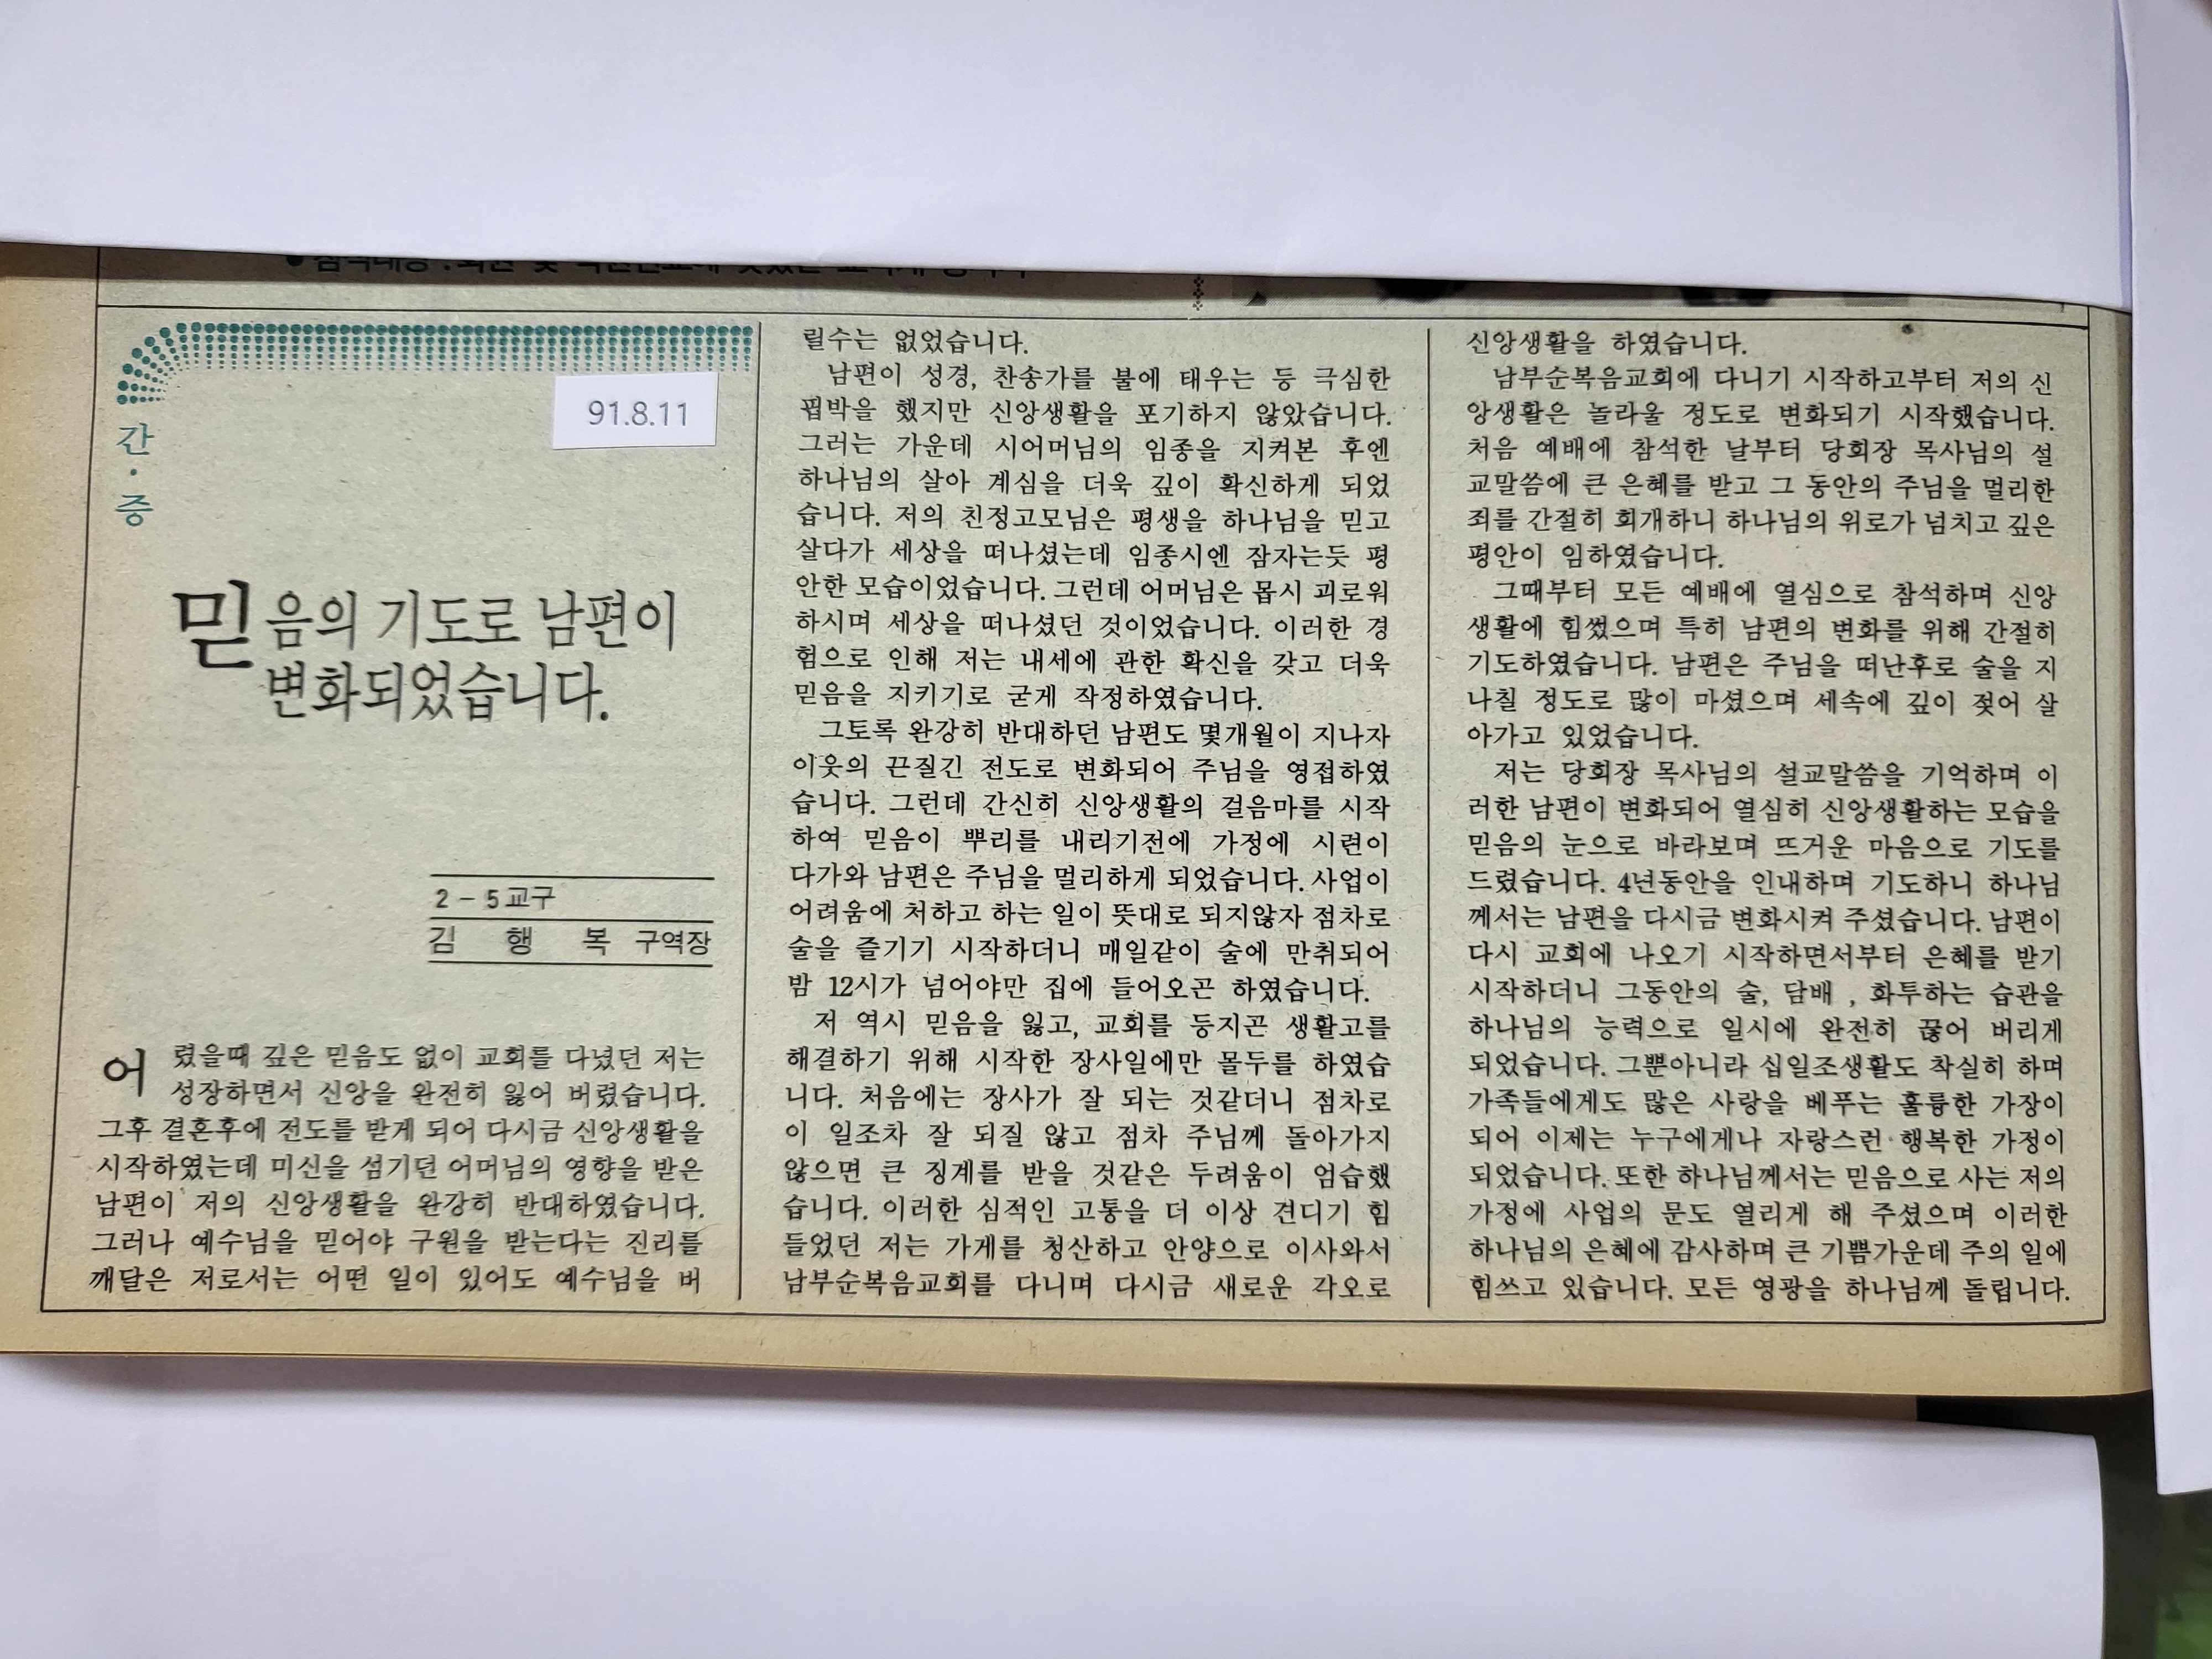 91.8.11
간·증
믿음의 기도로 남편이
변화되었습니다.
2-5교구
김 행 복 구역장
어렸을때 깊은 믿음도 없이 교회를 다녔던 저는
성장하면서 신앙을 완전히 잃어 버렸습니다.
그후 결혼후에 전도를 받게 되어 다시금 신앙생활을
시작하였는데 미신을 섬기던 어머님의 영향을 받은
남편이 저의 신앙생활을 완강히 반대하였습니다.
그러나 예수님을 믿어야 구원을 받는다는 진리를
깨달은 저로서는 어떤 일이 있어도 예수님을 버
릴수는 없었습니다.
남편이 성경, 찬송가를 불에 태우는 등 극심한
핍박을 했지만 신앙생활을 포기하지 않았습니다.
그러는 가운데 시어머님의 임종을 지켜본 후엔
하나님의 살아 계심을 더욱 깊이 확신하게 되었
습니다. 저의 친정고모님은 평생을 하나님을 믿고
살다가 세상을 떠나셨는데 임종시엔 잠자는듯 평
안한 모습이었습니다. 그런데 어머님은 몹시 괴로워
하시며 세상을 떠나셨던 것이었습니다. 이러한 경
험으로 인해 저는 내세에 관한 확신을 갖고 더욱
믿음을 지키기로 굳게 작정하였습니다.
그토록 완강히 반대하던 남편도 몇개월이 지나자
이웃의 끈질긴 전도로 변화되어 주님을 영접하였
습니다. 그런데 간신히 신앙생활의 걸음마를 시작
하여 믿음이 뿌리를 내리기전에 가정에 시련이
다가와 남편은 주님을 멀리하게 되었습니다. 사업이
어려움에 처하고 하는 일이 뜻대로 되지않자 점차로
술을 즐기기 시작하더니 매일같이 술에 만취되어
밤 12시가 넘어야만 집에 들어오곤 하였습니다.
저 역시 믿음을 잃고, 교회를 등지곤 생활고를
해결하기 위해 시작한 장사일에만 몰두를 하였습
니다. 처음에는 장사가 잘 되는 것같더니 점차로
이 일조차 잘 되질 않고 점차 주님께 돌아가지
않으면 큰 징계를 받을 것같은 두려움이 엄습했
습니다. 이러한 심적인 고통을 더 이상 견디기 힘
들었던 저는 가게를 청산하고 안양으로 이사와서
남부순복음교회를 다니며 다시금 새로운 각오로
신앙생활을 하였습니다.
남부순복음교회에 다니기 시작하고부터 저의 신
앙생활은 놀라울 정도로 변화되기 시작했습니다.
처음 예배에 참석한 날부터 당회장 목사님의 설
교말씀에 큰 은혜를 받고 그 동안의 주님을 멀리한
죄를 간절히 회개하니 하나님의 위로가 넘치고 깊은
평안이 임하였습니다.
그때부터 모든 예배에 열심으로 참석하며 신앙
생활에 힘썼으며 특히 남편의 변화를 위해 간절히
기도하였습니다. 남편은 주님을 떠난후로 술을 지
나칠 정도로 많이 마셨으며 세속에 깊이 젖어 살
아가고 있었습니다.
저는 당회장 목사님의 설교말씀을 기억하며 이
러한 남편이 변화되어 열심히 신앙생활하는 모습을
믿음의 눈으로 바라보며 뜨거운 마음으로 기도를
드렸습니다. 4년동안을 인내하며 기도하니 하나님
께서는 남편을 다시금 변화시켜 주셨습니다. 남편이
다시 교회에 나오기 시작하면서부터 은혜를 받기
시작하더니 그동안의 술, 담배 , 화투하는 습관을
하나님의 능력으로 일시에 완전히 끊어 버리게
되었습니다. 그뿐아니라 십일조생활도 착실히 하며
가족들에게도 많은 사랑을 베푸는 훌륭한 가장이
되어 이제는 누구에게나 자랑스런 행복한 가정이
되었습니다. 또한 하나님께서는 믿음으로 사는 저의
가정에 사업의 문도 열리게 해 주셨으며 이러한
하나님의 은혜에 감사하며 큰 기쁨가운데 주의 일에
힘쓰고 있습니다. 모든 영광을 하나님께 돌립니다.